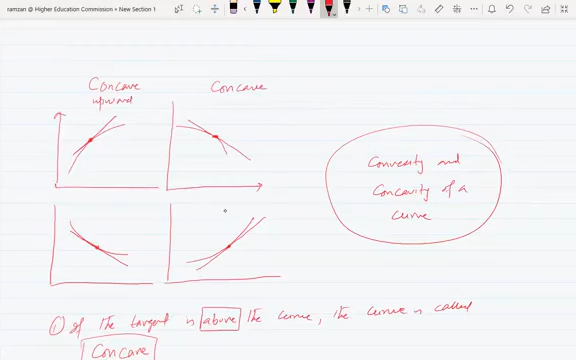 ramzan @ Higher Education Commission » New Section 1
Concave
upward
Concave
Convexity and
Concavity of a
curve
① If the tangent is above the curve, the curve is called
Concave